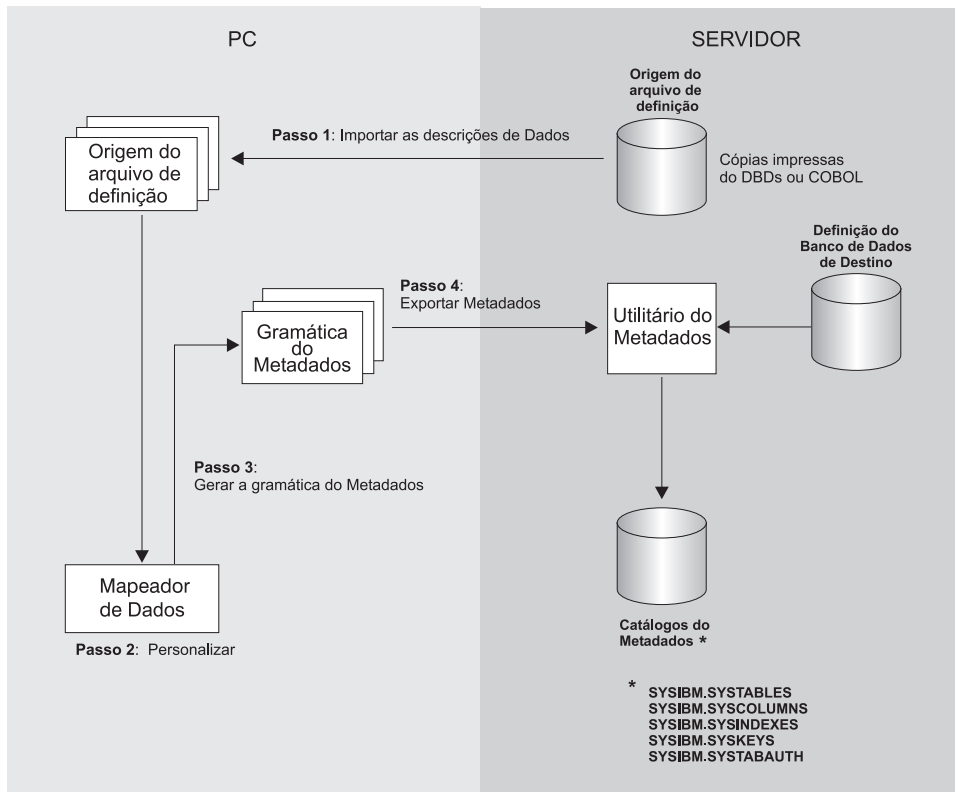 PC
SERVIDOR
Origem do
arquivo de
definição
Passo 1: Importar as descrições de Dados
Origem do
arquivo de
definição
Cópias impressas
do DBDs ou COBOL
Definição do
Banco de Dados
de Destino
Passo 4:
Exportar Metadados
Gramática
do
Metadados
Utilitário do
Metadados
Passo 3:
Gerar a gramática do Metadados
Mapeador
de Dados
Passo 2: Personalizar
Catálogos do
Metadados *
* SYSIBM.SYSTABLES
SYSIBM.SYSCOLUMNS
SYSIBM.SYSINDEXES
SYSIBM.SYSKEYS
SYSIBM.SYSTABAUTH